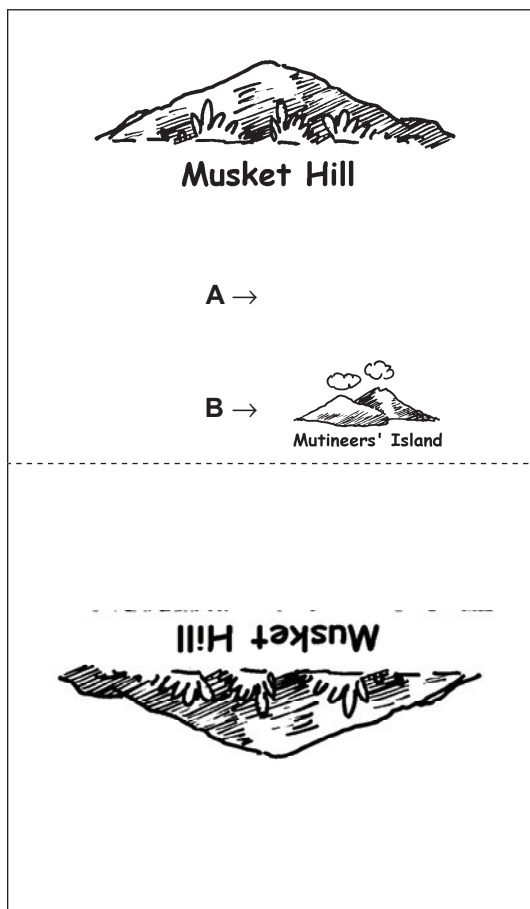 Musket Hill
A →
B →
Mutineers' Island
Musket Hill